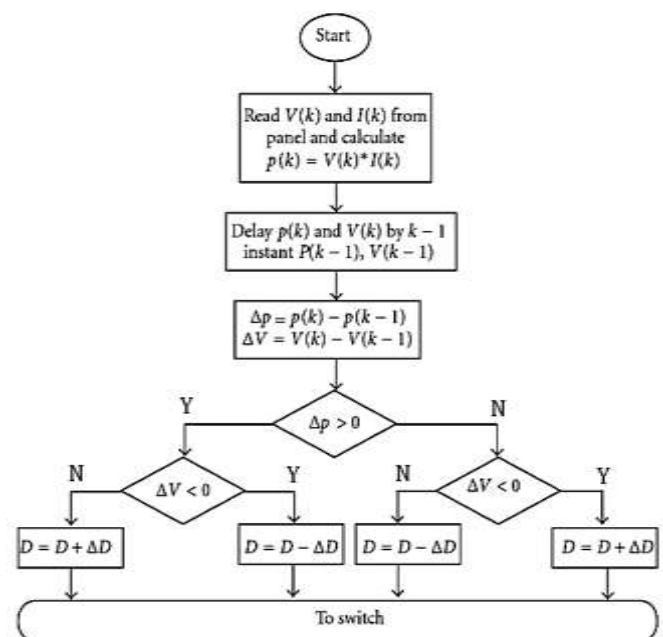 Start
Read V(k) and I(k) from
panel and calculate
p(k) = V(k)* I(k)
Delay p(k) and V(k) by k − 1
instant P(k − 1), V(k − 1)
Δp = p(k) − p(k − 1)
ΔV = V(k) − V(k − 1)
Y
Δp > 0
N
N
ΔV < 0
Y
N
ΔV < 0
Y
D = D + ΔD
D = D − ΔD
D = D − ΔD
D = D + ΔD
To switch